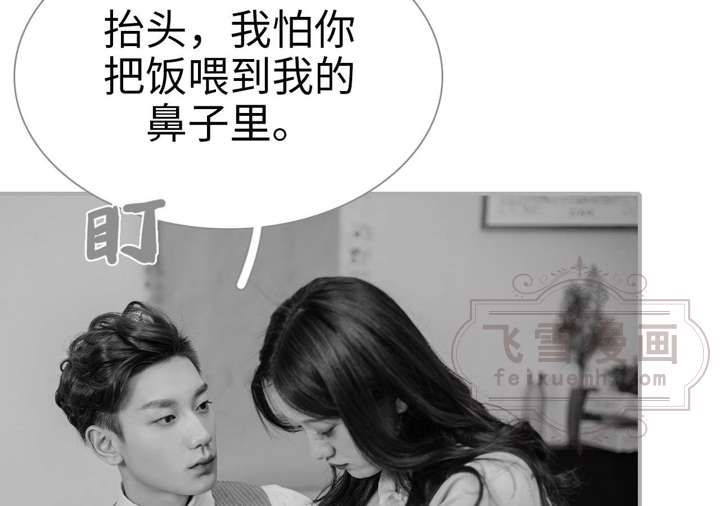 抬头，我怕你
把饭喂到我的
鼻子里。
盯
飞雪漫画
feixuemh.com